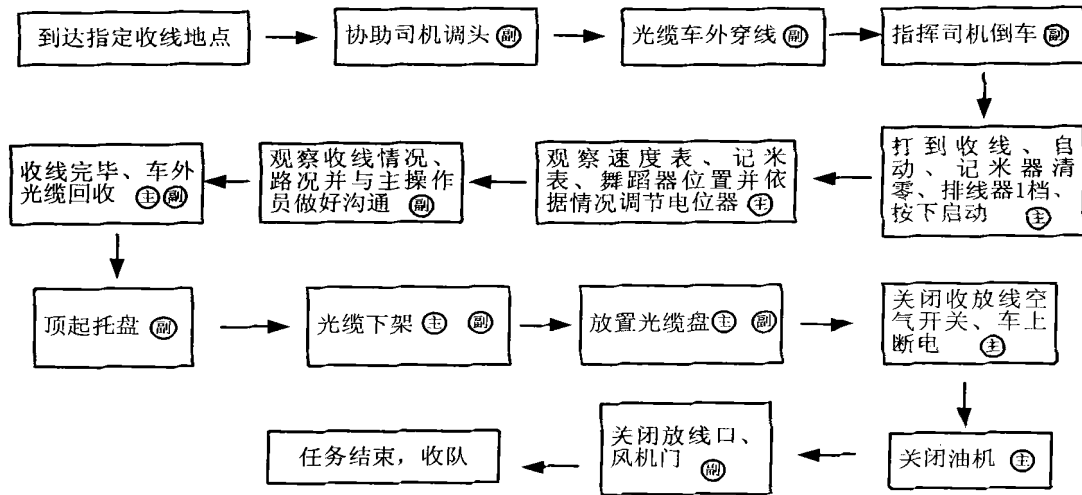 到达指定收线地点
协助司机调头 副
光缆车外穿线 副
指挥司机倒车 副
打到收线、自
动、记米器清
零、排线器1档、
按下启动 主
观察速度表、记米
表、舞蹈器位置并依
据情况调节电位器 主
观察收线情况、
路况并与主操作
员做好沟通 副
收线完毕、车外
光缆回收 主 副
顶起托盘 副
光缆下架 主 副
放置光缆盘 主 副
关闭收放线空
气开关、车上
断电 主
关闭油机 主
关闭放线口、
风机门 副
任务结束，收队